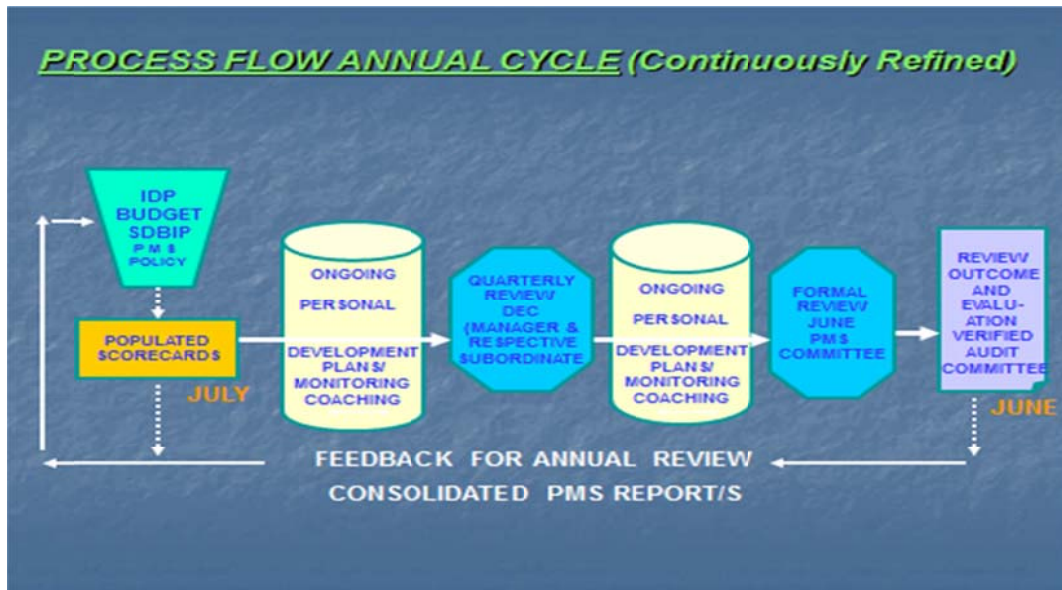 PROCESS FLOW ANNUAL CYCLE (Continuously Refined)
IDP
BUDGET
SDBIP
PMS
POLICY
POPULATED
SCORECARDS
JULY
ONGOING
PERSONAL
DEVELOPMENT
PLANS/
MONITORING
COACHING
QUARTERLY
REVIEW
DEC
(MANAGER &
RESPECTIVE
SUBORDINATE
ONGOING
PERSONAL
DEVELOPMENT
PLANS/
MONITORING
COACHING
FORMAL
REVIEW
JUNE
PMS
COMMITTEE
REVIEW
OUTCOME
AND
EVALU-
ATION
VERIFIED
AUDIT
COMMITTEE
JUNE
FEEDBACK FOR ANNUAL REVIEW
CONSOLIDATED PMS REPORT/S